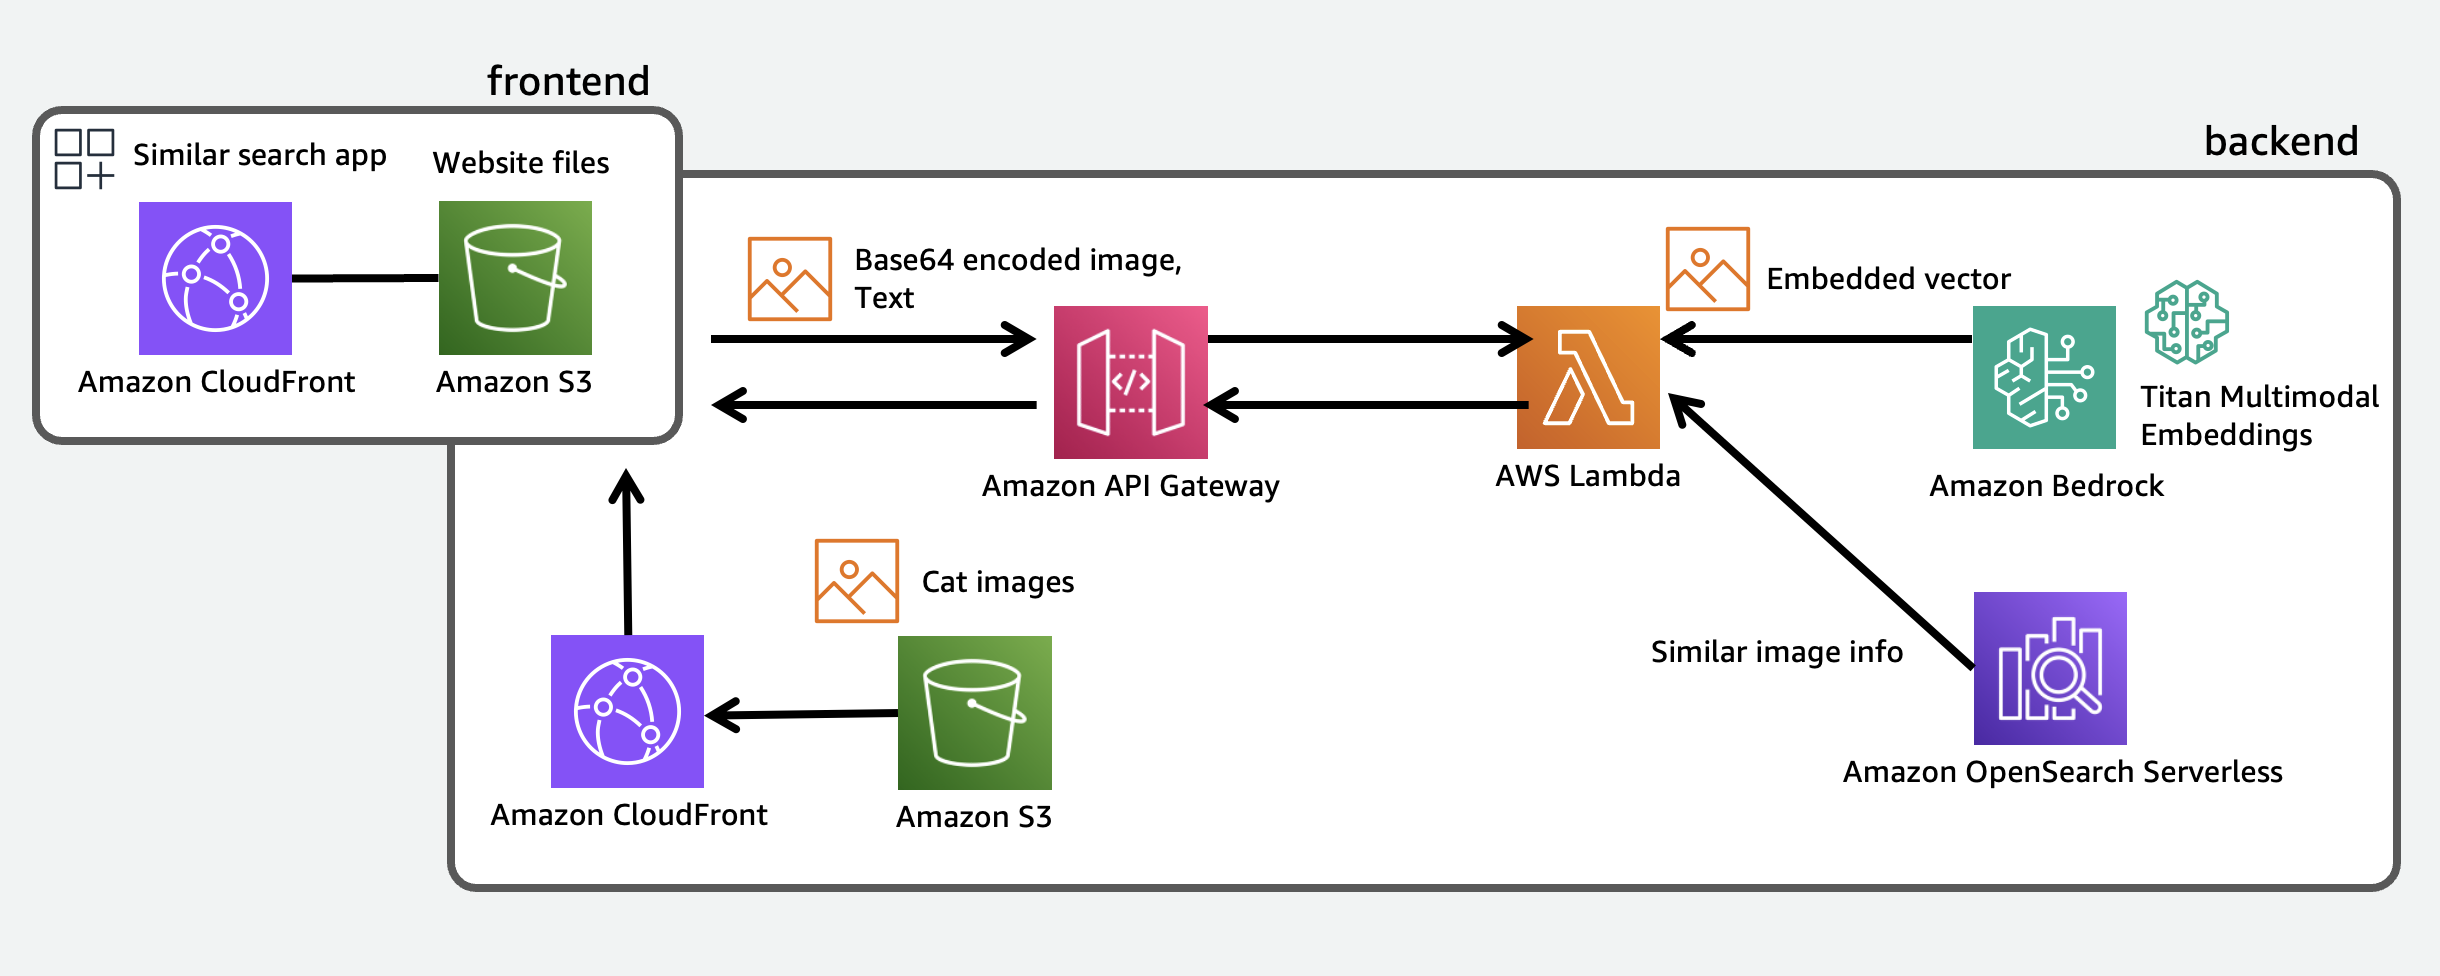 frontend
backend
Similar search app
Website files
Amazon CloudFront
Amazon S3
Base64 encoded image,
Text
Amazon API Gateway
AWS Lambda
Embedded vector
Titan Multimodal
Embeddings
Amazon Bedrock
Cat images
Amazon CloudFront
Amazon S3
Similar image info
Amazon OpenSearch Serverless